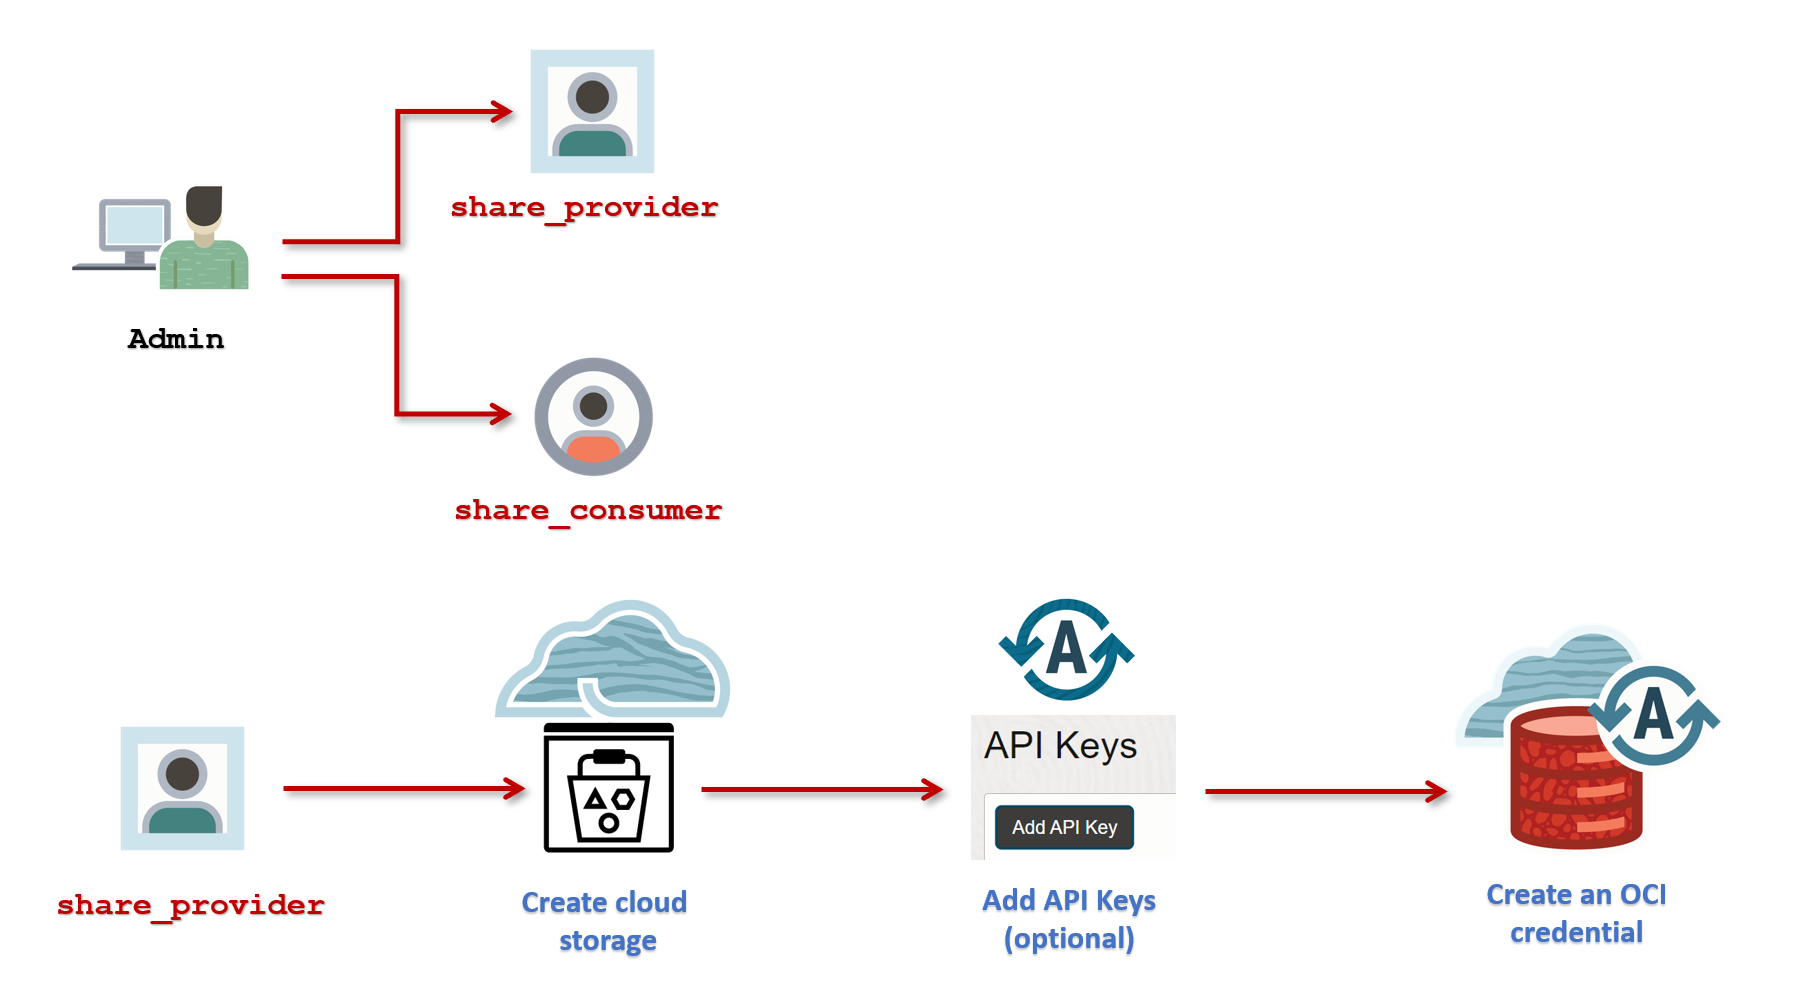 share_provider
Admin
share_consumer
A
A
API Keys
Add API Key
share_provider
Create cloud
storage
Add API Keys
(optional)
Create an OCI
credential